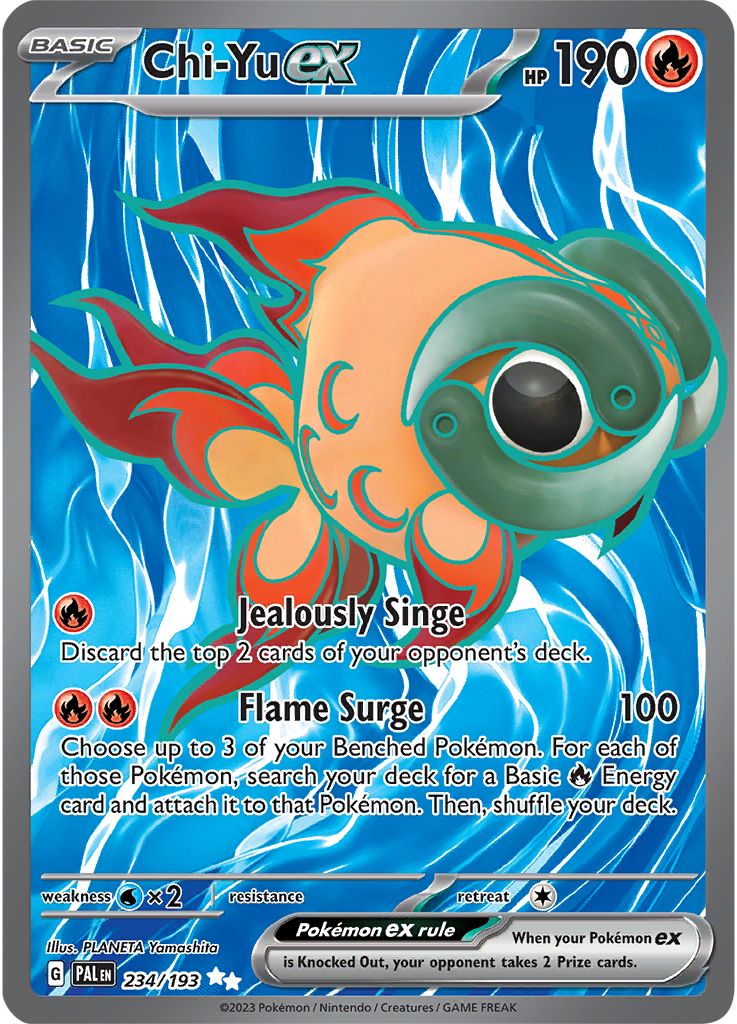 BASIC
Chi-Yu ex
HP 190
Jealously Singe
Discard the top 2 cards of your opponent's deck.
Flame Surge 100
Choose up to 3 of your Benched Pokémon. For each of
those Pokémon, search your deck for a Basic Energy
card and attach it to that Pokémon. Then, shuffle your deck.
weakness ×2 resistance retreat
Illus. PLANETA Yamashita
Pokémon ex rule When your Pokémon ex
is Knocked Out, your opponent takes 2 Prize cards.
G PAL EN 234/193
©2023 Pokémon / Nintendo / Creatures / GAME FREAK